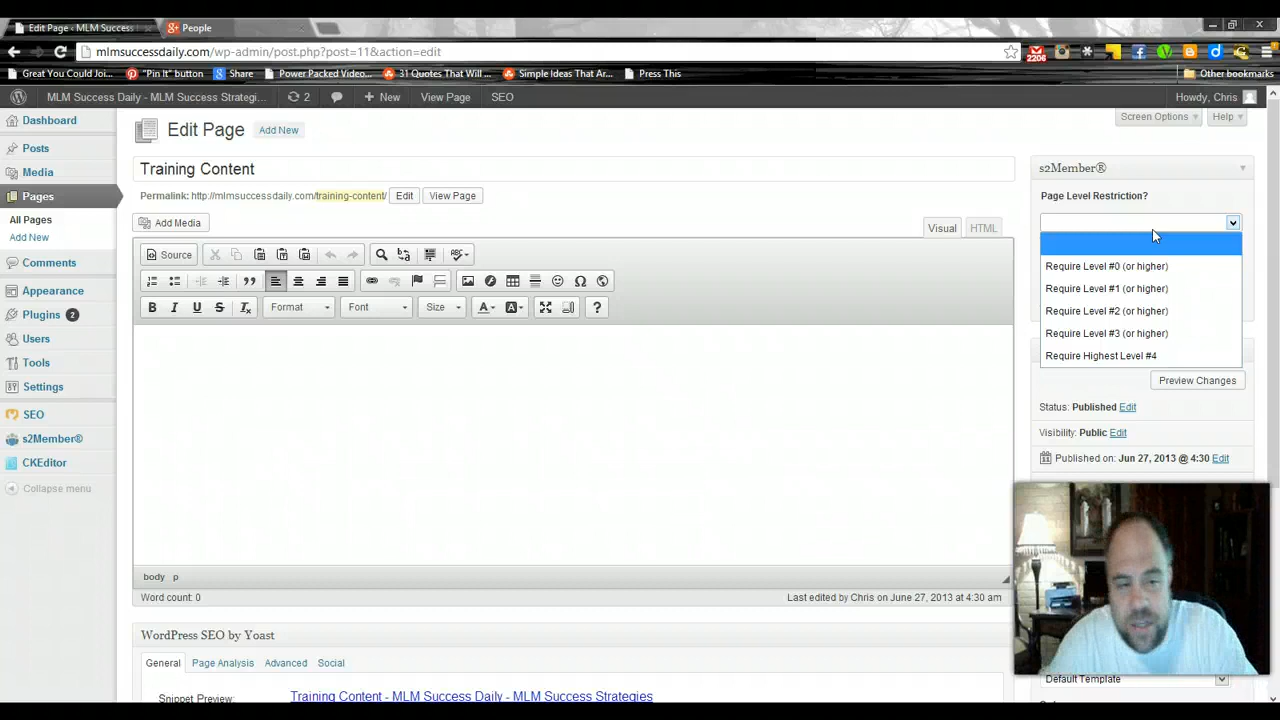 Edit Page - MLM Success
People
mlmsuccessdaily.com/wp-admin/post.php?post=11&action=edit
2206
Great You Could Joi...
"Pin It" button
Share
Power Packed Video...
31 Quotes That Will ...
Simple Ideas That Ar...
Press This
Other bookmarks
MLM Success Daily - MLM Success Strategi...
2
New
View Page
SEO
Howdy, Chris
Dashboard
Posts
Media
Pages
All Pages
Add New
Comments
Appearance
Plugins 2
Users
Tools
Settings
SEO
s2Member®
CKEditor
Collapse menu
Screen Options
Help
Edit Page
Add New
Training Content
Permalink: http://mlmsuccessdaily.com/training-content/
Edit
View Page
Add Media
Visual
HTML
Source
Format
Font
Size
body p
Word count: 0
Last edited by Chris on June 27, 2013 at 4:30 am
WordPress SEO by Yoast
General
Page Analysis
Advanced
Social
Snippet Preview:
Training Content - MLM Success Daily - MLM Success Strategies
s2Member®
Page Level Restriction?
Require Level #0 (or higher)
Require Level #1 (or higher)
Require Level #2 (or higher)
Require Level #3 (or higher)
Require Highest Level #4
Preview Changes
Status: Published Edit
Visibility: Public Edit
Published on: Jun 27, 2013 @ 4:30 Edit
Default Template